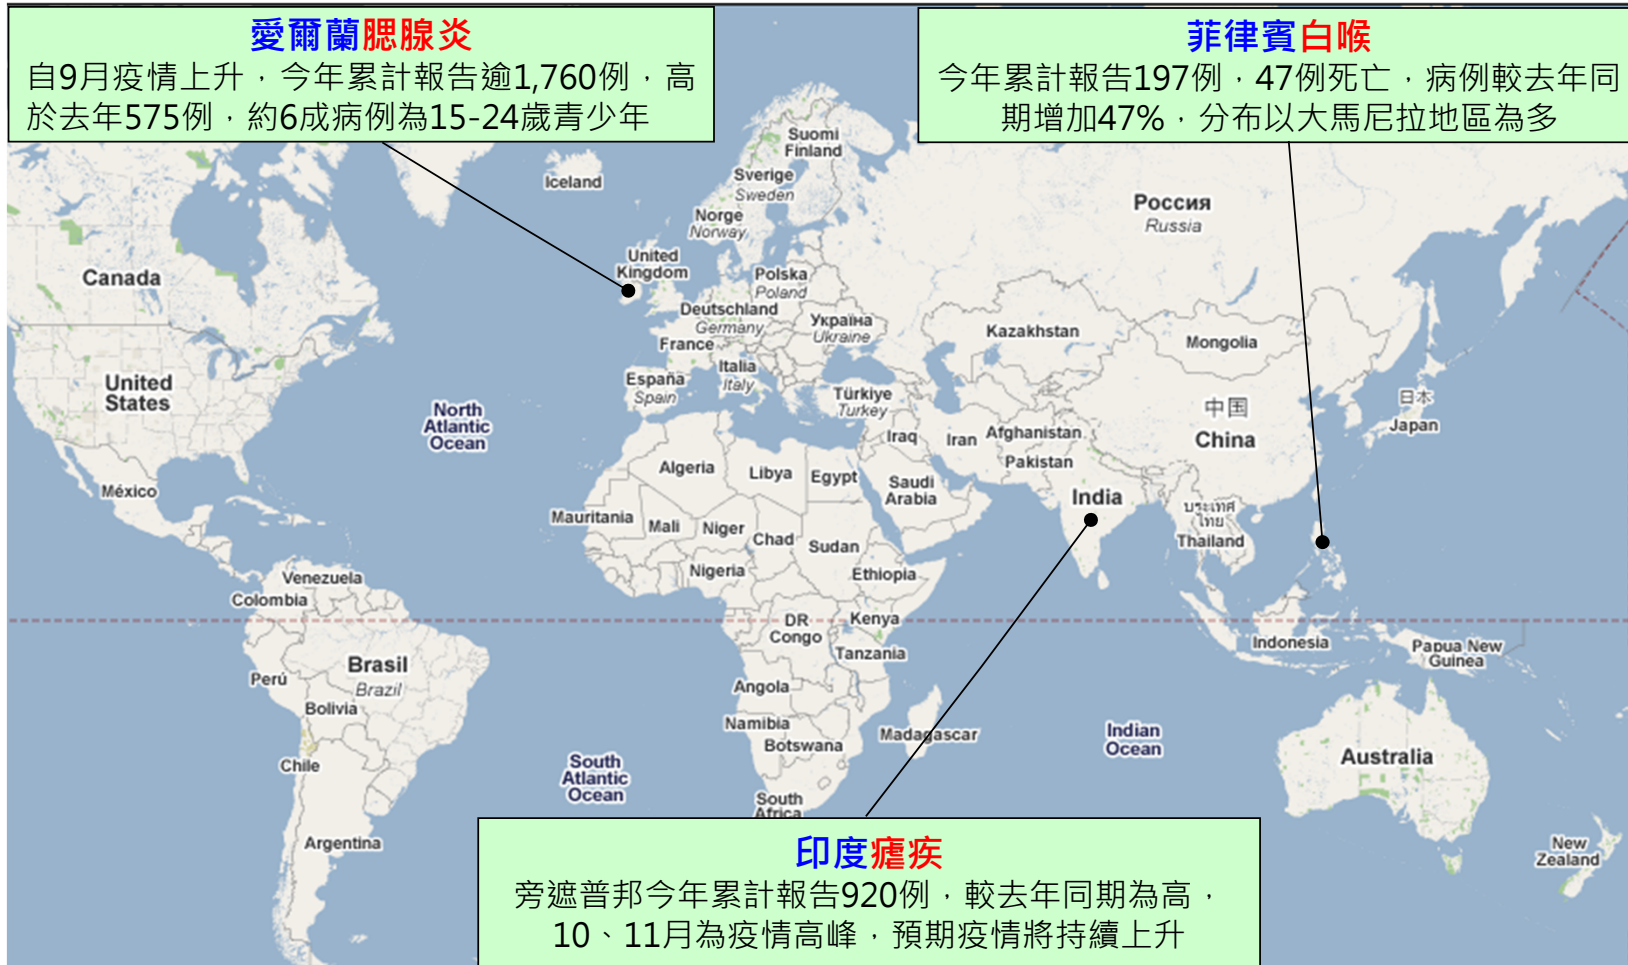 愛爾蘭腮腺炎
自9月疫情上升，今年累計報告逾1,760例，高
於去年575例，約6成病例為15-24歲青少年
菲律賓白喉
今年累計報告197例，47例死亡，病例較去年同
期增加47%，分布以大馬尼拉地區為多
Suomi
Finland
Iceland
Sverige
Sweden
Norge
Norway
Россия
Russia
United
Kingdom
Canada
Polska
Poland
Deutschland
Germany
Україна
Ukraine
France
Kazakhstan
Mongolia
Italia
Italy
España
Spain
Türkiye
Turkey
United
States
North
Atlantic
Ocean
中国
China
日本
Japan
Iraq
Iran
Afghanistan
Pakistan
Algeria
Libya
Egypt
Saudi
Arabia
India
México
Mauritania
Mali
Niger
Chad
Sudan
ประเทศ
ไทย
Thailand
Nigeria
Ethiopia
Venezuela
Colombia
DR
Congo
Kenya
Tanzania
Indonesia
Papua New
Guinea
Perú
Brasil
Brazil
Bolivia
Angola
Namibia
Botswana
Madagascar
Indian
Ocean
Australia
Chile
South
Atlantic
Ocean
South
Africa
Argentina
New
Zealand
印度瘧疾
旁遮普邦今年累計報告920例，較去年同期為高，
10、11月為疫情高峰，預期疫情將持續上升